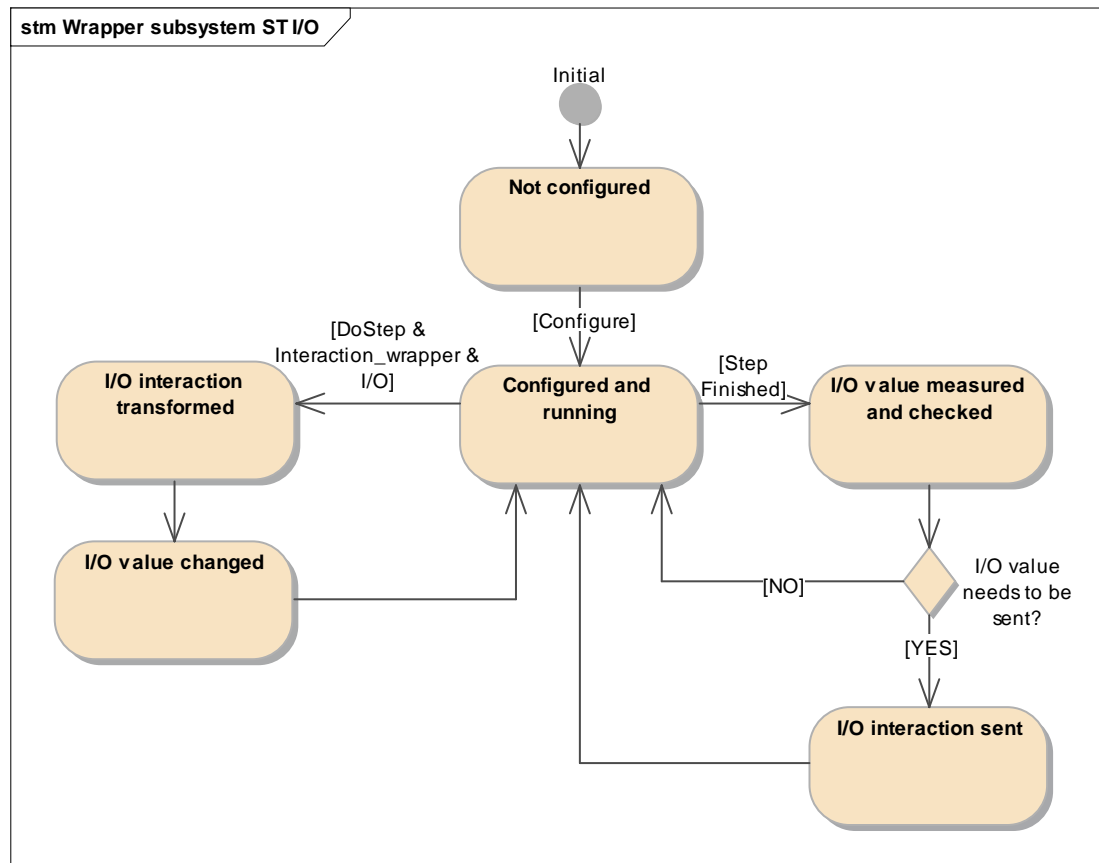 stm Wrapper subsystem ST I/O
Initial
Not configured
[Configure]
[DoStep &
Interaction_wrapper &
I/O]
[Step
Finished]
I/O interaction
transformed
Configured and
running
I/O value measured
and checked
I/O value changed
[NO]
I/O value
needs to be
sent?
[YES]
I/O interaction sent